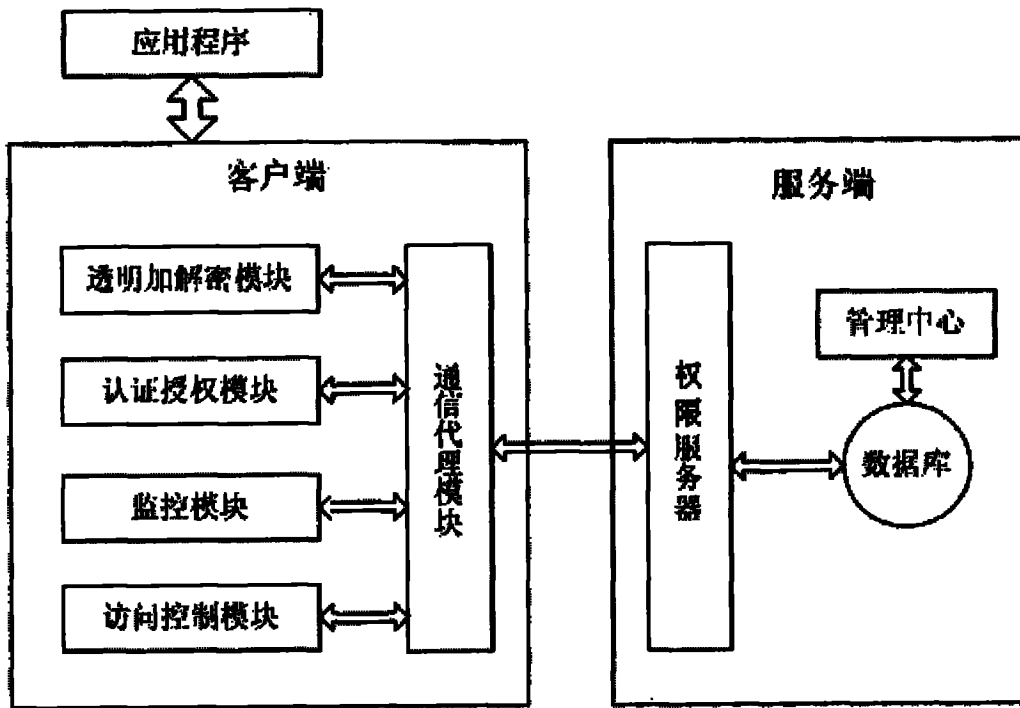 应用程序
客户端
透明加解密模块
认证授权模块
监控模块
访问控制模块
通信代理模块
服务端
权限服务器
管理中心
数据库